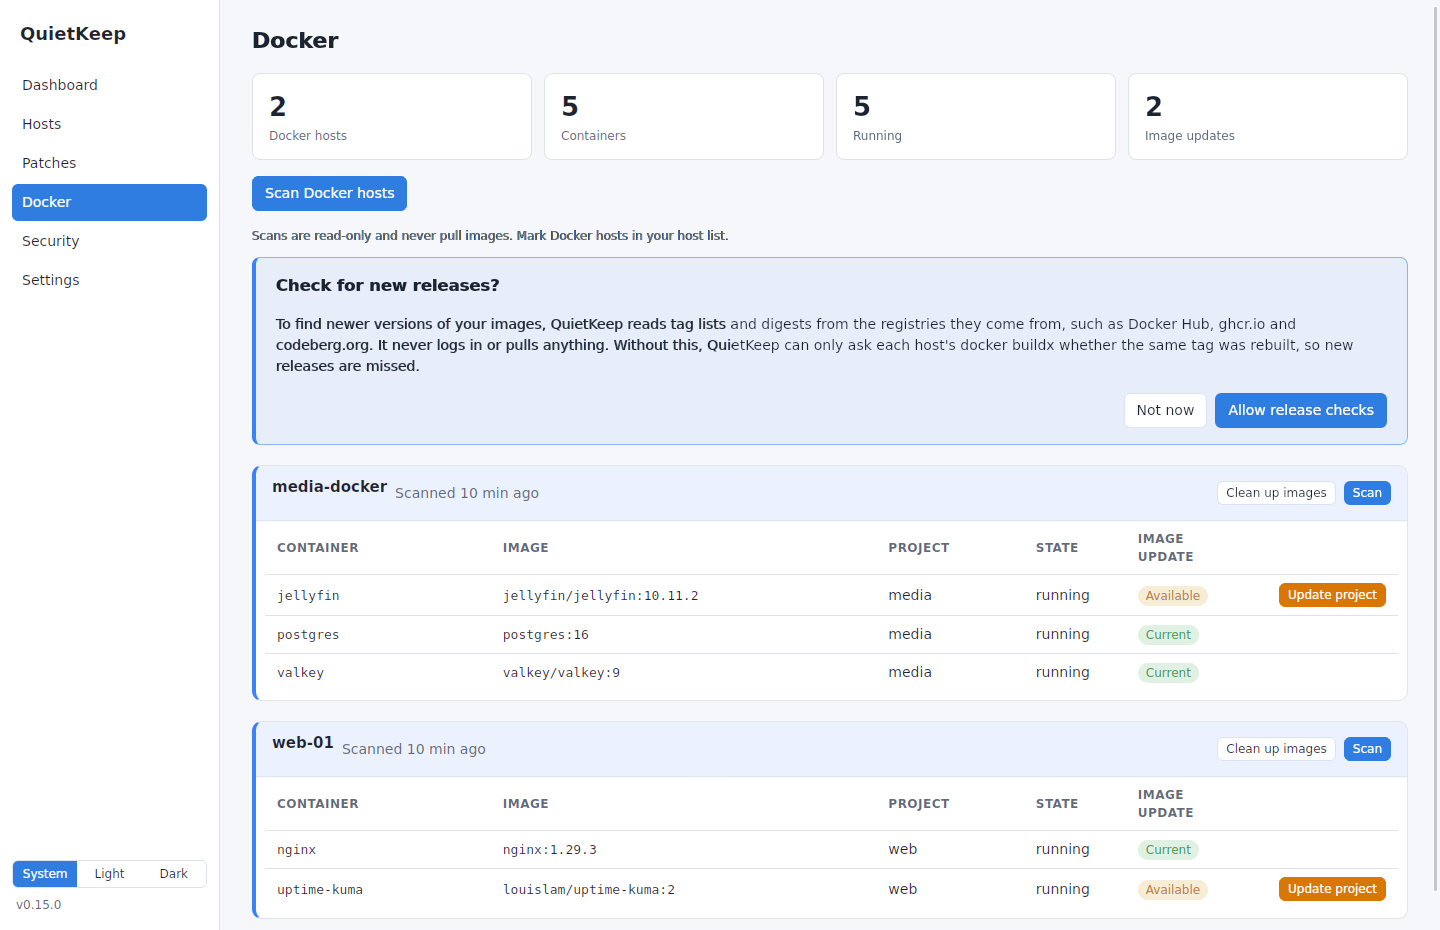 QuietKeep
Dashboard
Hosts
Patches
Docker
Security
Settings
System Light Dark
v0.15.0
Docker
2
Docker hosts
5
Containers
5
Running
2
Image updates
Scan Docker hosts
Scans are read-only and never pull images. Mark Docker hosts in your host list.
Check for new releases?
To find newer versions of your images, QuietKeep reads tag lists and digests from the registries they come from, such as Docker Hub, ghcr.io and
codeberg.org. It never logs in or pulls anything. Without this, QuietKeep can only ask each host's docker buildx whether the same tag was rebuilt, so new
releases are missed.
Not now Allow release checks
media-docker Scanned 10 min ago Clean up images Scan
CONTAINER IMAGE PROJECT STATE IMAGE UPDATE
jellyfin jellyfin/jellyfin:10.11.2 media running Available Update project
postgres postgres:16 media running Current
valkey valkey/valkey:9 media running Current
web-01 Scanned 10 min ago Clean up images Scan
CONTAINER IMAGE PROJECT STATE IMAGE UPDATE
nginx nginx:1.29.3 web running Current
uptime-kuma louislam/uptime-kuma:2 web running Available Update project